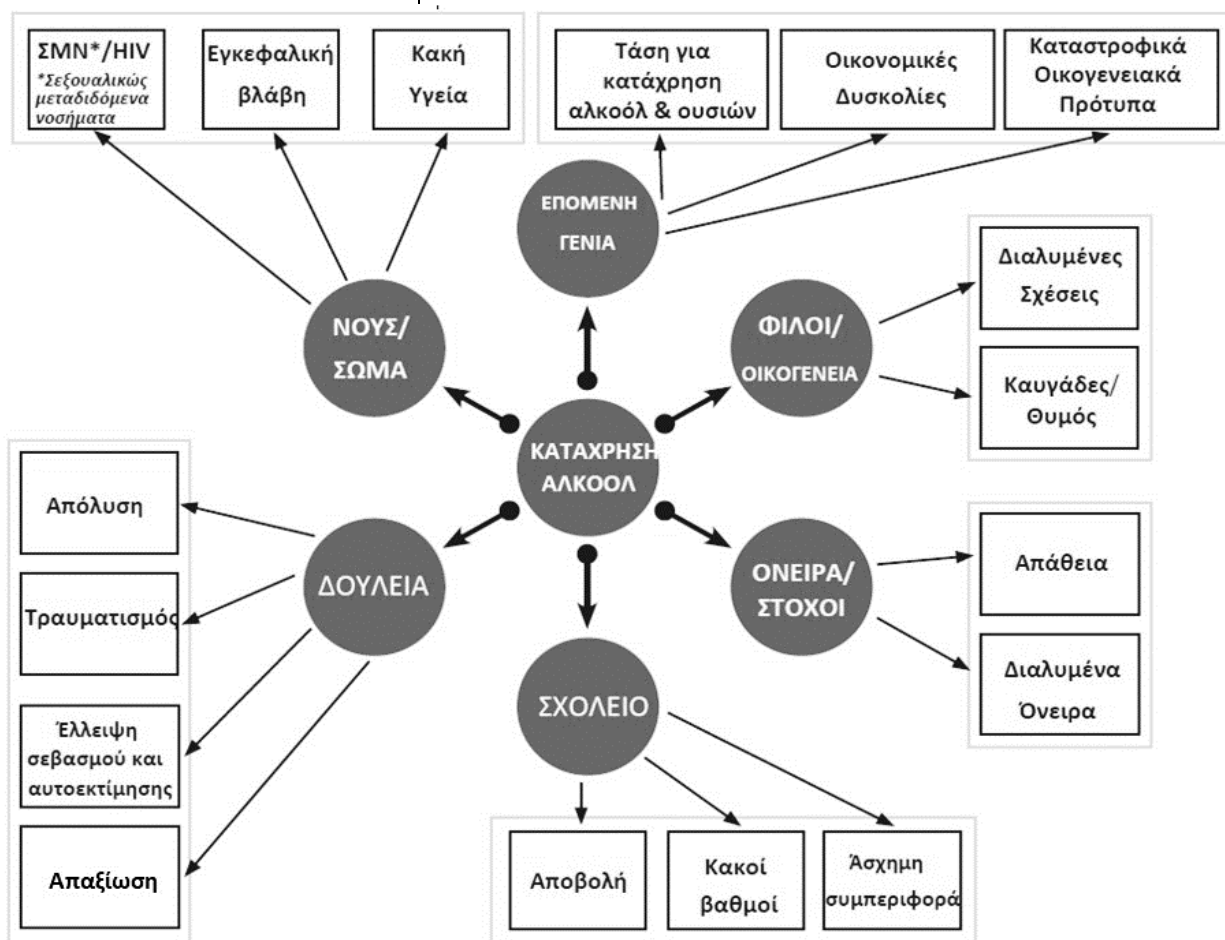 ΣΜΝ*/HIV
*Σεξουαλικώς
μεταδιδόμενα
νοσήματα
Εγκεφαλική
βλάβη
Κακή
Υγεία
Τάση για
κατάχρηση
αλκοόλ & ουσιών
Οικονομικές
Δυσκολίες
Καταστροφικά
Οικογενειακά
Πρότυπα
ΕΠΟΜΕΝΗ
ΓΕΝΙΑ
ΝΟΥΣ/
ΣΩΜΑ
ΦΙΛΟΙ/
ΟΙΚΟΓΕΝΕΙΑ
Διαλυμένες
Σχέσεις
Καυγάδες/
Θυμός
ΚΑΤΑΧΡΗΣΗ
ΑΛΚΟΟΛ
ΔΟΥΛΕΙΑ
Απόλυση
Τραυματισμός
Έλλειψη
σεβασμού και
αυτοεκτίμησης
Απαξίωση
ΟΝΕΙΡΑ/
ΣΤΟΧΟΙ
Απάθεια
Διαλυμένα
Όνειρα
ΣΧΟΛΕΙΟ
Αποβολή
Κακοί
βαθμοί
Άσχημη
συμπεριφορά